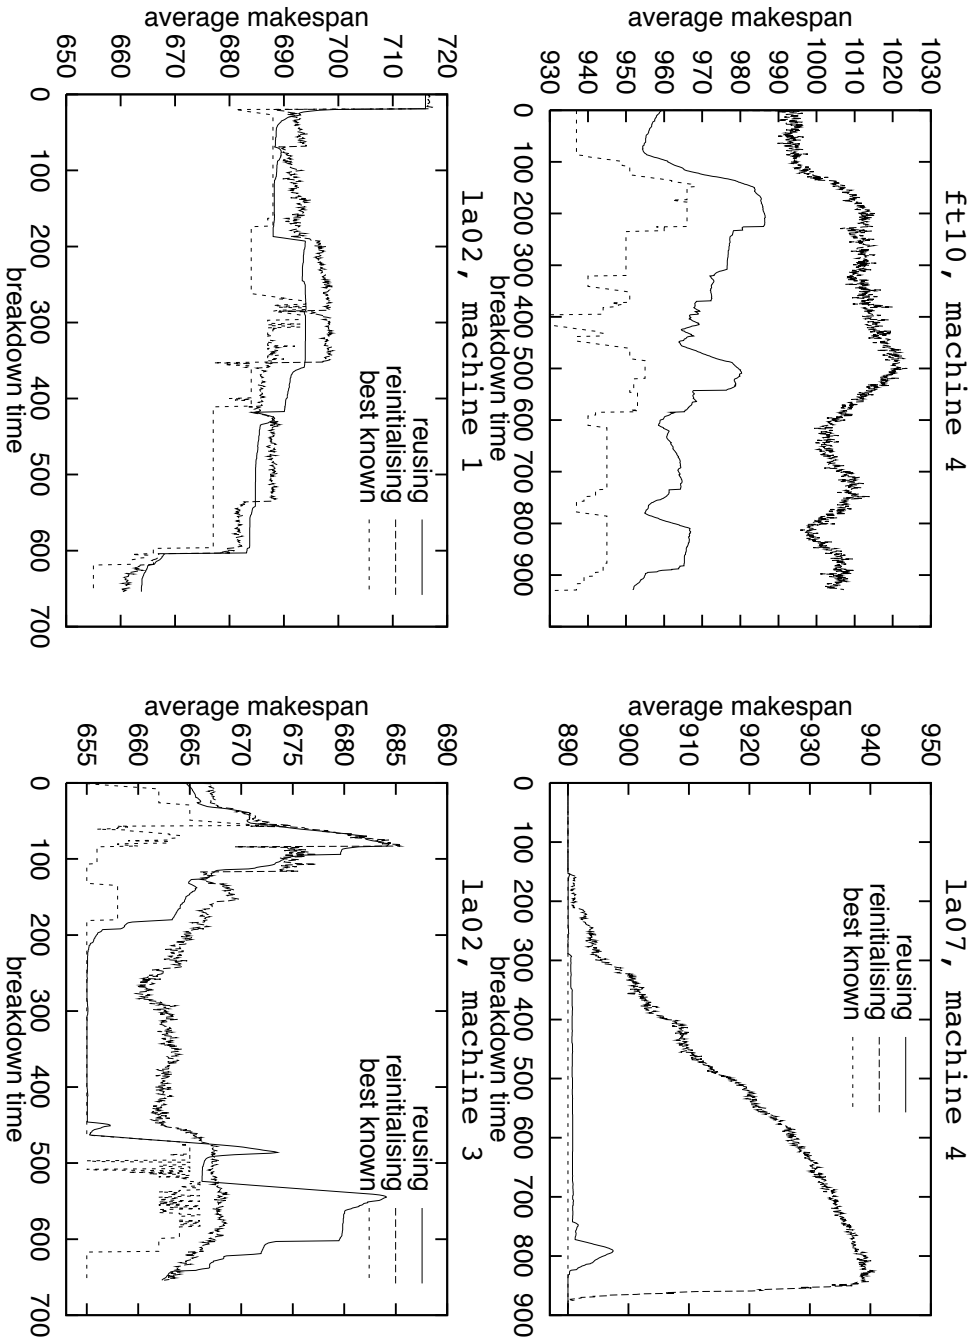 ft10, machine 4
average makespan
1030
1020
1010
1000
990
980
970
960
950
940
930
0 100 200 300 400 500 600 700 800 900
breakdown time
la07, machine 4
reusing
reinitialising
best known
average makespan
950
940
930
920
910
900
890
0 100 200 300 400 500 600 700 800 900
breakdown time
la02, machine 1
reusing
reinitialising
best known
average makespan
720
710
700
690
680
670
660
650
0 100 200 300 400 500 600 700
breakdown time
la02, machine 3
reusing
reinitialising
best known
average makespan
690
685
680
675
670
665
660
655
0 100 200 300 400 500 600 700
breakdown time